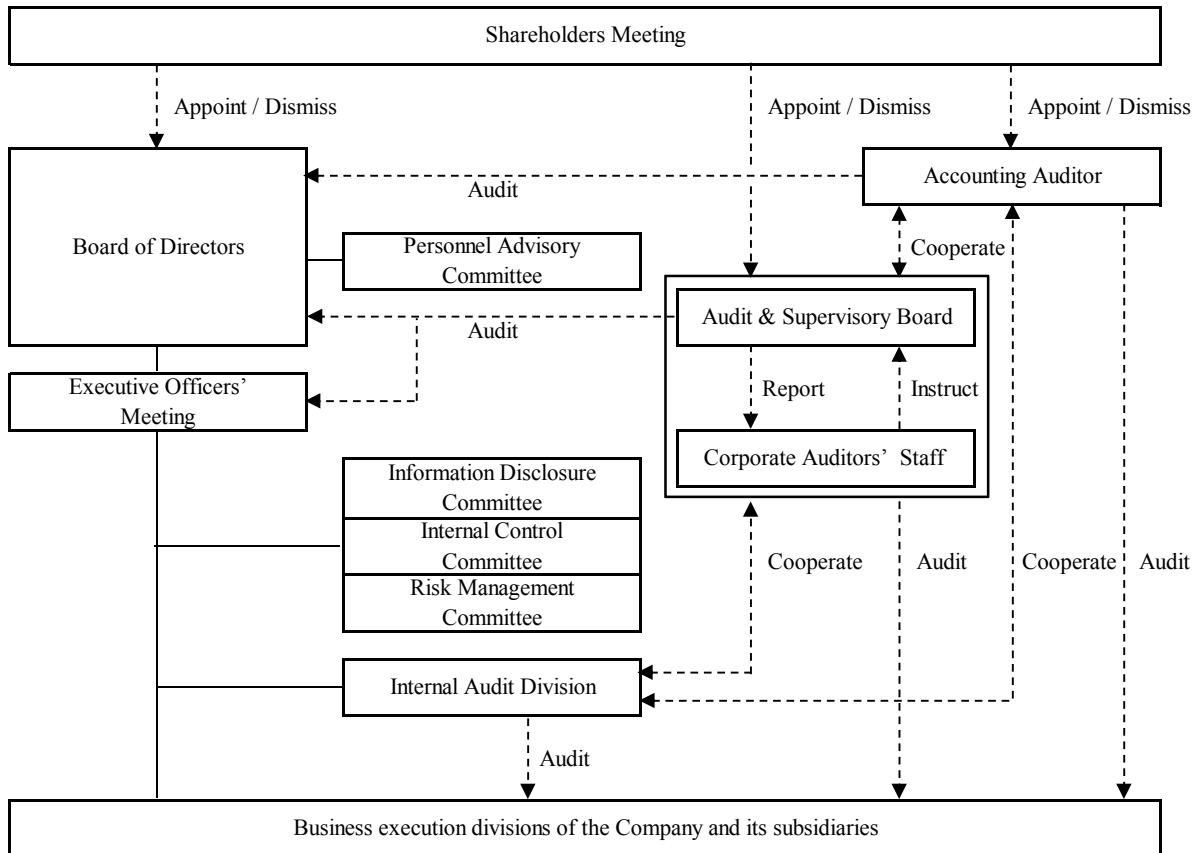 Shareholders Meeting
Appoint / Dismiss
Appoint / Dismiss
Appoint / Dismiss
Accounting Auditor
Audit
Board of Directors
Personnel Advisory
Committee
Cooperate
Audit & Supervisory Board
Audit
Executive Officers’
Meeting
Report
Instruct
Corporate Auditors’ Staff
Information Disclosure
Committee
Internal Control
Committee
Risk Management
Committee
Cooperate
Audit
Cooperate
Audit
Internal Audit Division
Audit
Business execution divisions of the Company and its subsidiaries